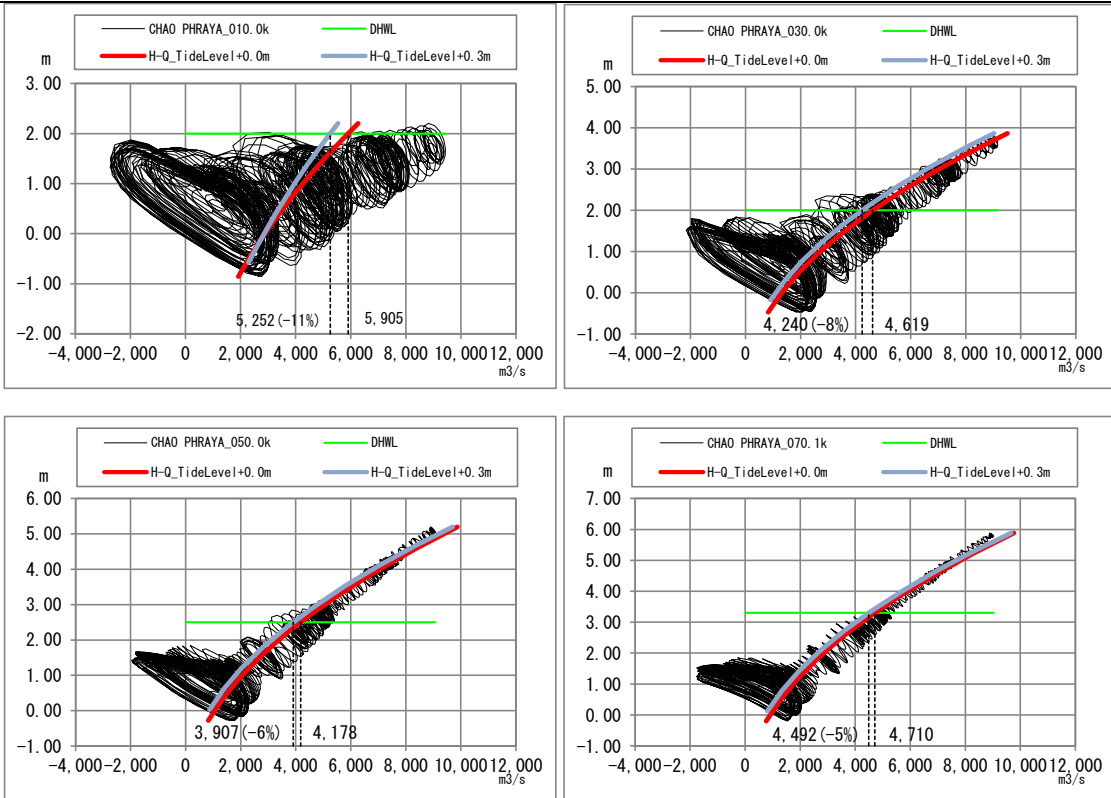 CHAO PHRAYA_010.0k DHWL
H-Q_TideLevel+0.0m H-Q_TideLevel+0.3m
m
3.00
2.00
1.00
0.00
-1.00
-2.00
5,252(-11%) 5,905
-4,000 -2,000 0 2,000 4,000 6,000 8,000 10,000 12,000
m3/s
CHAO PHRAYA_030.0k DHWL
H-Q_TideLevel+0.0m H-Q_TideLevel+0.3m
m
5.00
4.00
3.00
2.00
1.00
0.00
-1.00
4,240(-8%) 4,619
-4,000 -2,000 0 2,000 4,000 6,000 8,000 10,000 12,000
m3/s
CHAO PHRAYA_050.0k DHWL
H-Q_TideLevel+0.0m H-Q_TideLevel+0.3m
m
6.00
5.00
4.00
3.00
2.00
1.00
0.00
-1.00
3,907(-6%) 4,178
-4,000 -2,000 0 2,000 4,000 6,000 8,000 10,000 12,000
m3/s
CHAO PHRAYA_070.1k DHWL
H-Q_TideLevel+0.0m H-Q_TideLevel+0.3m
m
7.00
6.00
5.00
4.00
3.00
2.00
1.00
0.00
-1.00
4,492(-5%) 4,710
-4,000 -2,000 0 2,000 4,000 6,000 8,000 10,000 12,000
m3/s